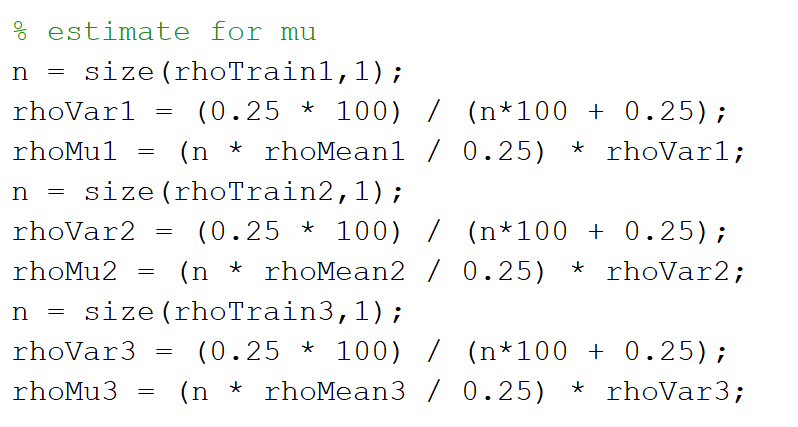 % estimate for mu
n = size(rhoTrain1,1);
rhoVar1 = (0.25 * 100) / (n*100 + 0.25);
rhoMu1 = (n * rhoMean1 / 0.25) * rhoVar1;
n = size(rhoTrain2,1);
rhoVar2 = (0.25 * 100) / (n*100 + 0.25);
rhoMu2 = (n * rhoMean2 / 0.25) * rhoVar2;
n = size(rhoTrain3,1);
rhoVar3 = (0.25 * 100) / (n*100 + 0.25);
rhoMu3 = (n * rhoMean3 / 0.25) * rhoVar3;